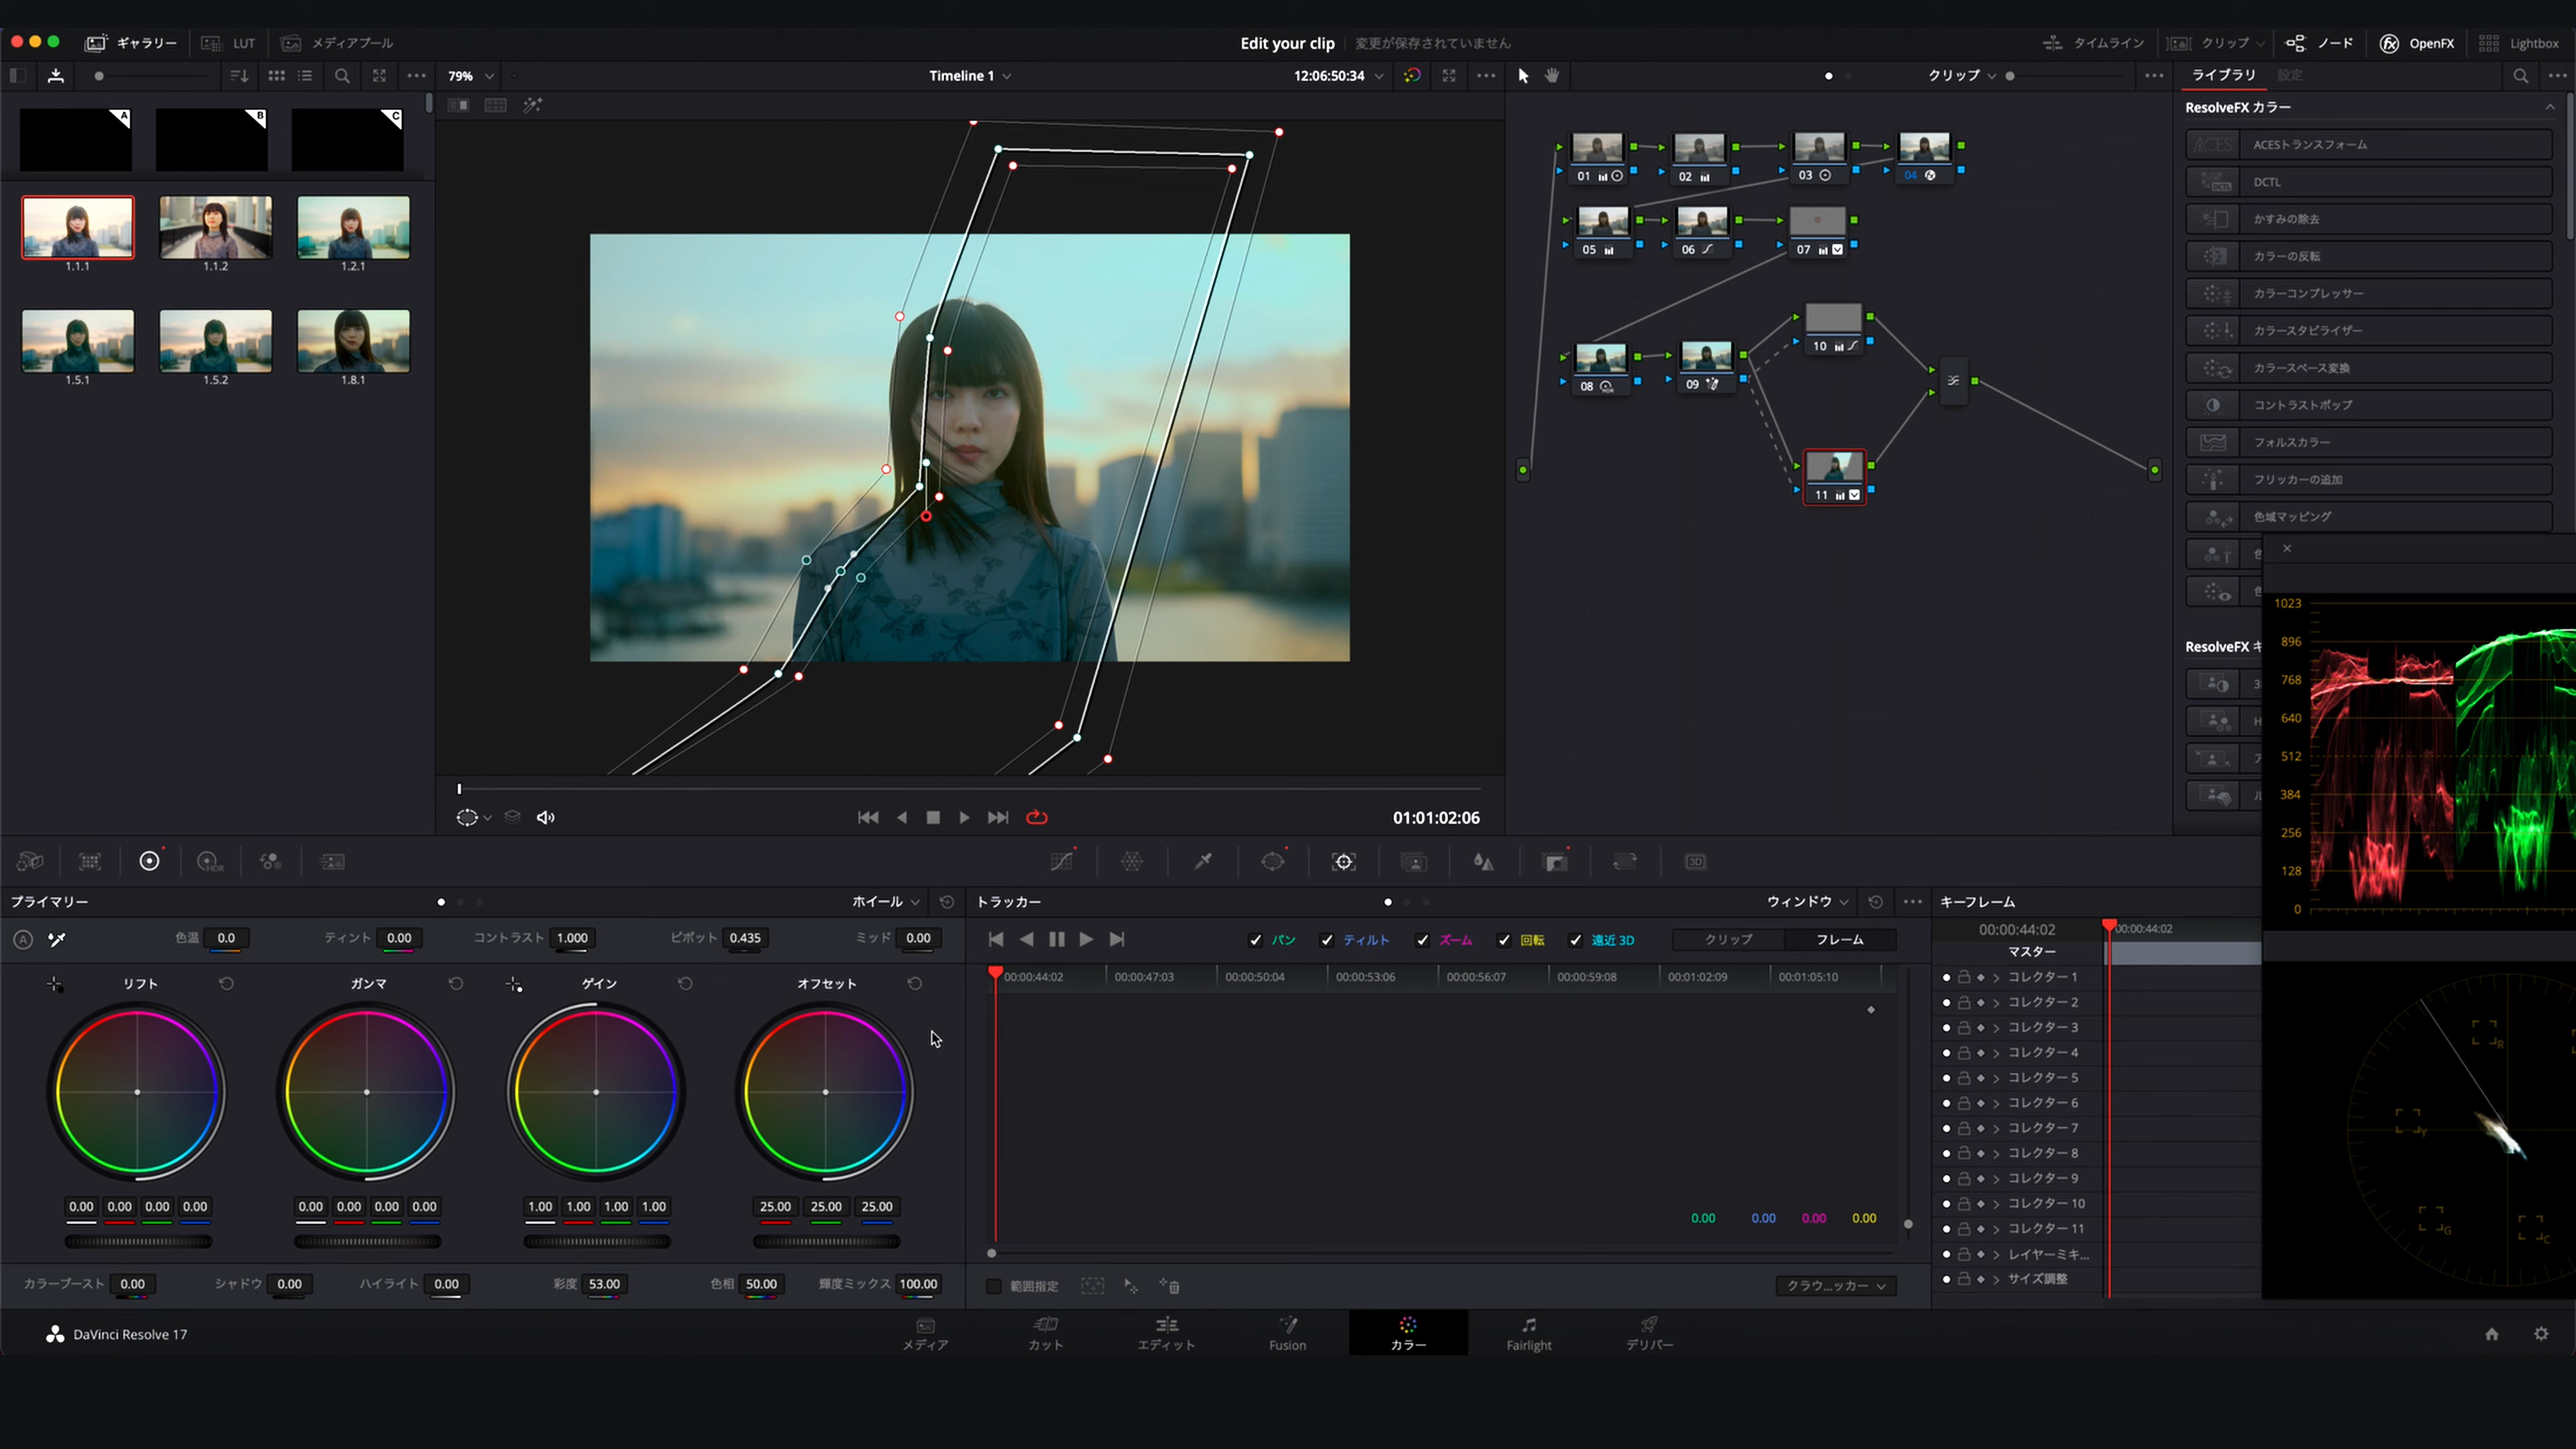 ギャラリー LUT メディアプール Edit your clip 変更が保存されていません タイムライン クリップ ノード OpenFX Lightbox
79% Timeline 1 12:06:50:34 クリップ ライブラリ 設定
ResolveFX カラー
A B C
ACESトランスフォーム
DCTL
かすみの除去
カラーの反転
カラーコンプレッサー
カラースタビライザー
カラースペース変換
コントラストポップ
フォルスカラー
フリッカーの追加
色域マッピング
1.1.1 1.1.2 1.2.1
1.5.1 1.5.2 1.8.1
01 02 03 04
05 06 07
08 09 10
11
ResolveFX キ
1023
896
768
640
512
384
256
128
0
01:01:02:06
HDR 3D
プライマリー ホイール トラッカー ウィンドウ キーフレーム
A 色温 0.0 ティント 0.00 コントラスト 1.000 ピボット 0.435 ミッド 0.00
パン ティルト ズーム 回転 遠近 3D クリップ フレーム
00:00:44:02 00:00:44:02
マスター
リフト ガンマ ゲイン オフセット
00:00:44:02 00:00:47:03 00:00:50:04 00:00:53:06 00:00:56:07 00:00:59:08 00:01:02:09 00:01:05:10
コレクター 1
コレクター 2
コレクター 3
コレクター 4
コレクター 5
コレクター 6
コレクター 7
コレクター 8
コレクター 9
コレクター 10
コレクター 11
レイヤーミキ...
サイズ調整
R
Y
G
C
0.00 0.00 0.00 0.00 0.00 0.00 0.00 0.00 1.00 1.00 1.00 1.00 25.00 25.00 25.00
0.00 0.00 0.00 0.00
カラーブースト 0.00 シャドウ 0.00 ハイライト 0.00 彩度 53.00 色相 50.00 輝度ミックス 100.00
範囲指定 クラウ...ッカー
DaVinci Resolve 17 メディア カット エディット Fusion カラー Fairlight デリバー